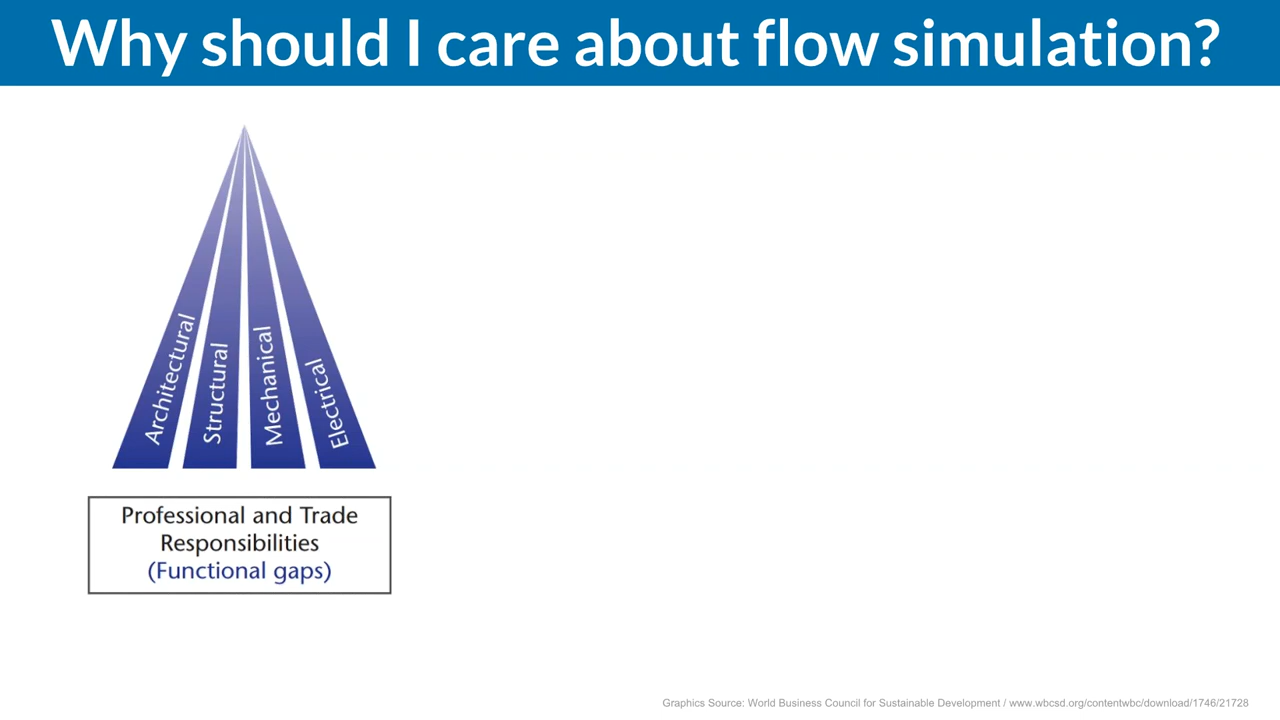 Why should I care about flow simulation?
Architectural
Structural
Mechanical
Electrical
Professional and Trade
Responsibilities
(Functional gaps)
Graphics Source: World Business Council for Sustainable Development / www.wbcsd.org/contentwbc/download/1746/21728